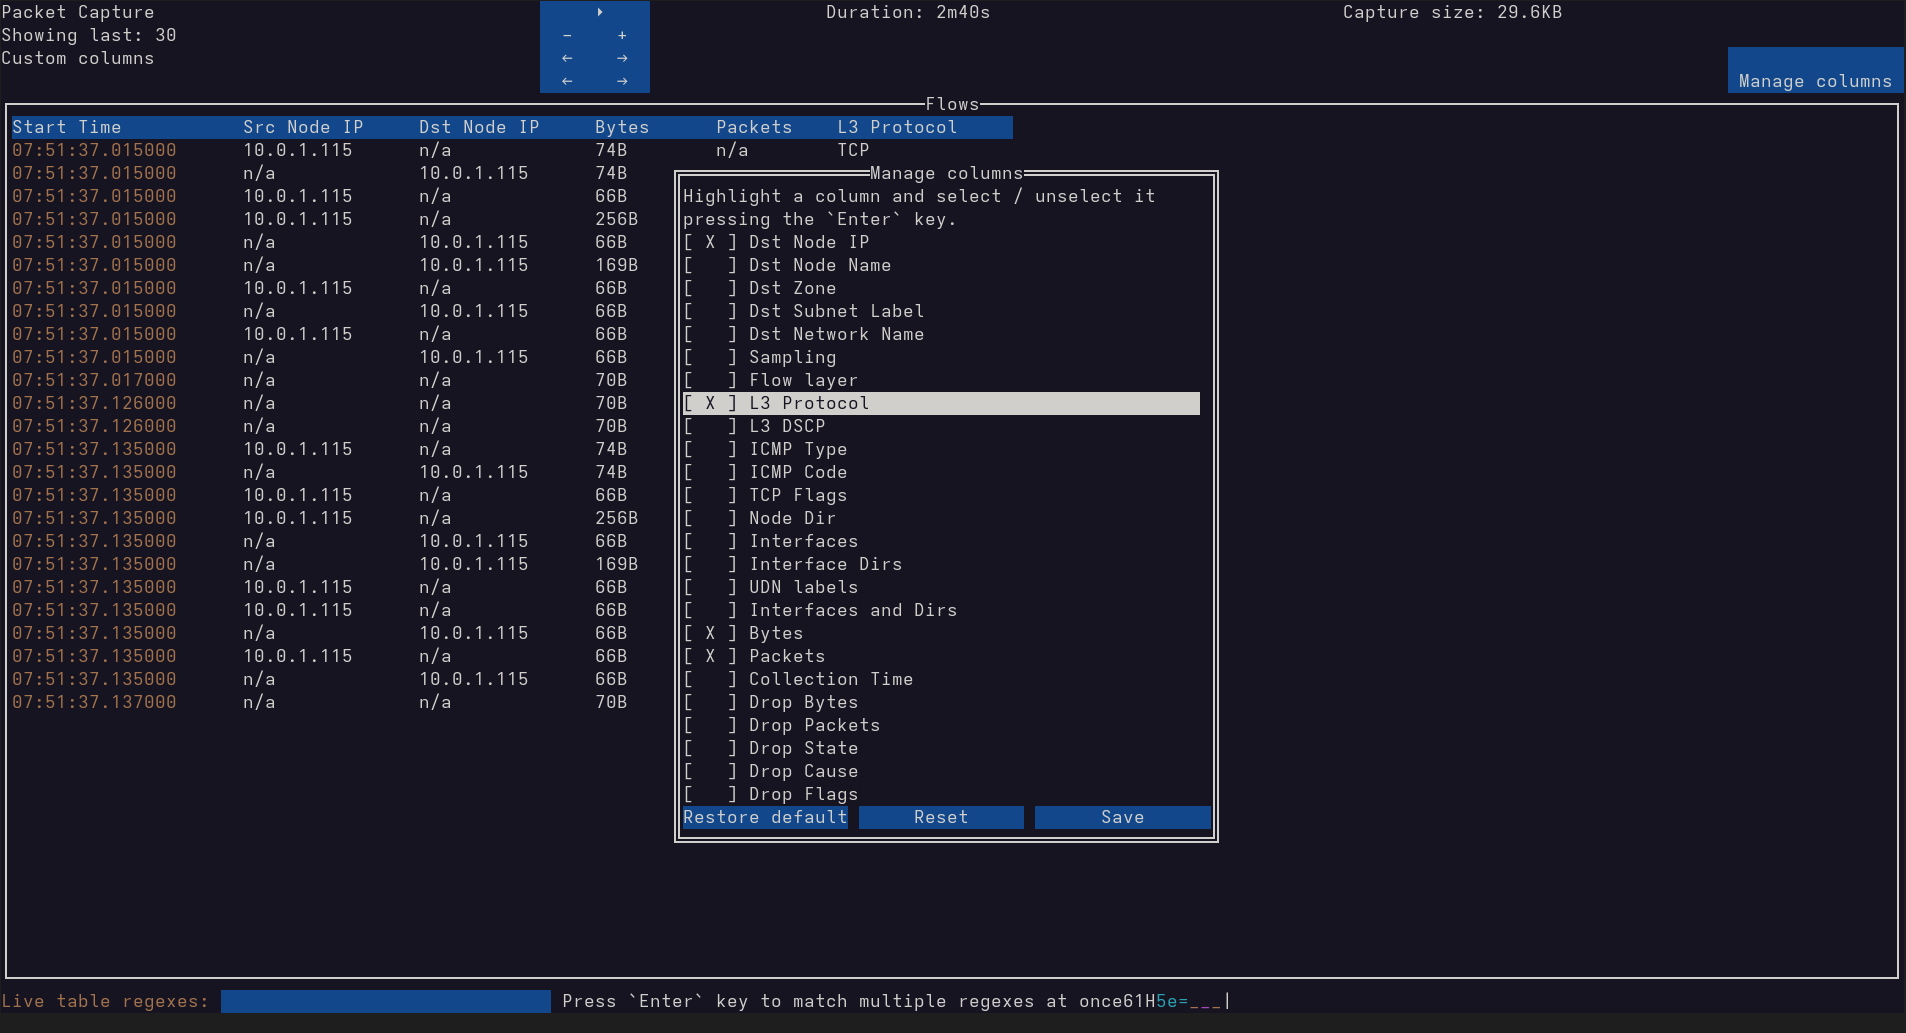 Packet Capture Duration: 2m40s Capture size: 29.6KB
Showing last: 30 - +
Custom columns ← →
← → Manage columns
Flows
Start Time Src Node IP Dst Node IP Bytes Packets L3 Protocol
07:51:37.015000 10.0.1.115 n/a 74B n/a TCP
07:51:37.015000 n/a 10.0.1.115 74B
07:51:37.015000 10.0.1.115 n/a 66B
07:51:37.015000 10.0.1.115 n/a 256B
07:51:37.015000 n/a 10.0.1.115 66B
07:51:37.015000 n/a 10.0.1.115 169B
07:51:37.015000 10.0.1.115 n/a 66B
07:51:37.015000 n/a 10.0.1.115 66B
07:51:37.015000 10.0.1.115 n/a 66B
07:51:37.015000 n/a 10.0.1.115 66B
07:51:37.017000 n/a n/a 70B
07:51:37.126000 n/a n/a 70B
07:51:37.126000 n/a n/a 70B
07:51:37.135000 10.0.1.115 n/a 74B
07:51:37.135000 n/a 10.0.1.115 74B
07:51:37.135000 10.0.1.115 n/a 66B
07:51:37.135000 10.0.1.115 n/a 256B
07:51:37.135000 n/a 10.0.1.115 66B
07:51:37.135000 n/a 10.0.1.115 169B
07:51:37.135000 10.0.1.115 n/a 66B
07:51:37.135000 10.0.1.115 n/a 66B
07:51:37.135000 n/a 10.0.1.115 66B
07:51:37.135000 10.0.1.115 n/a 66B
07:51:37.135000 n/a 10.0.1.115 66B
07:51:37.137000 n/a n/a 70B
Manage columns
Highlight a column and select / unselect it
pressing the `Enter` key.
[ X ] Dst Node IP
[   ] Dst Node Name
[   ] Dst Zone
[   ] Dst Subnet Label
[   ] Dst Network Name
[   ] Sampling
[   ] Flow layer
[ X ] L3 Protocol
[   ] L3 DSCP
[   ] ICMP Type
[   ] ICMP Code
[   ] TCP Flags
[   ] Node Dir
[   ] Interfaces
[   ] Interface Dirs
[   ] UDN labels
[   ] Interfaces and Dirs
[ X ] Bytes
[ X ] Packets
[   ] Collection Time
[   ] Drop Bytes
[   ] Drop Packets
[   ] Drop State
[   ] Drop Cause
[   ] Drop Flags
Restore default Reset Save
Live table regexes: Press `Enter` key to match multiple regexes at once61H5e=___|